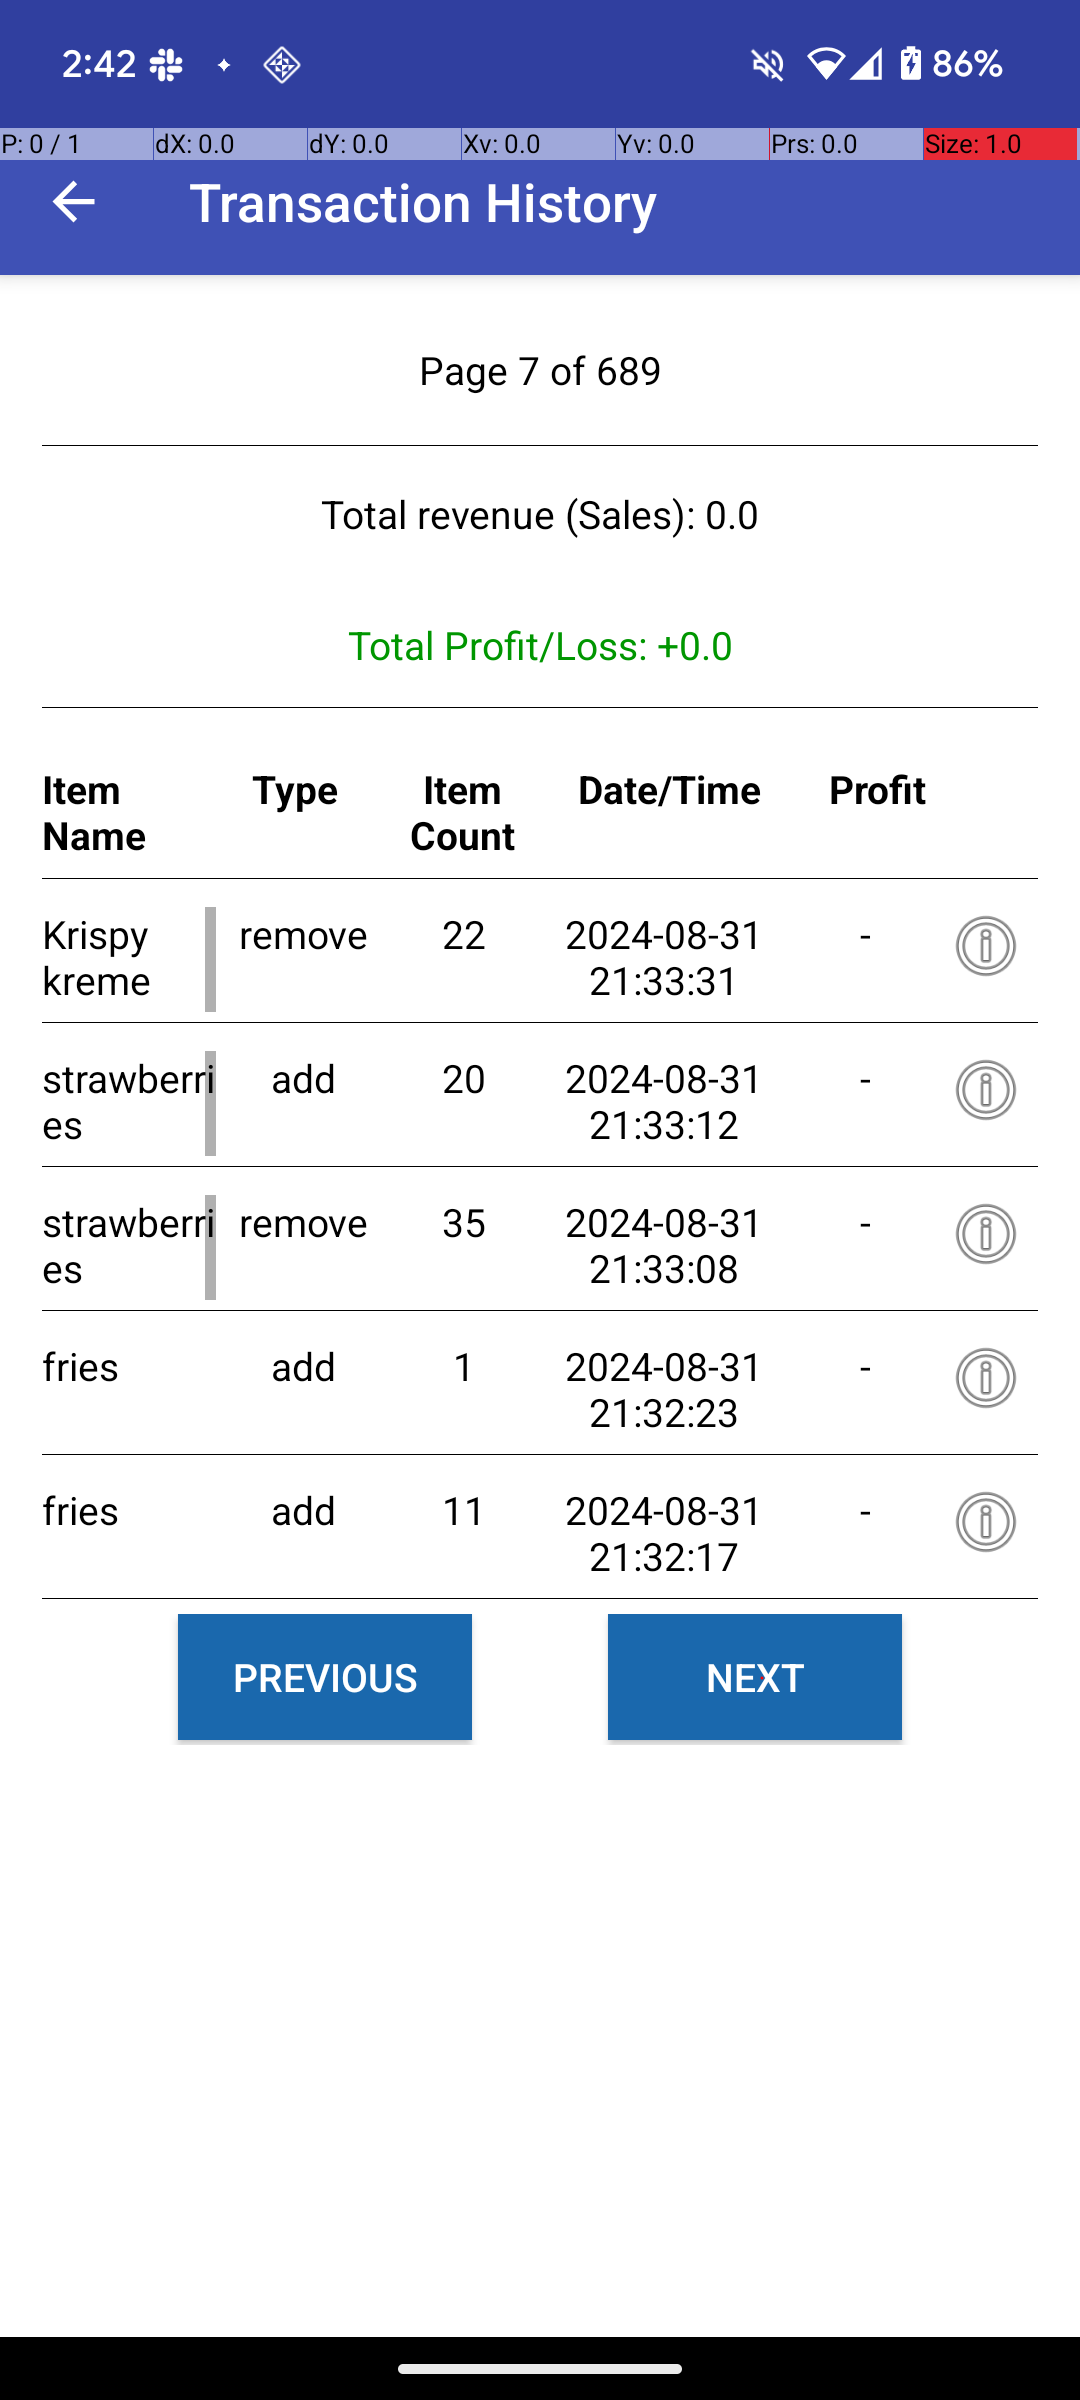 2:42 86%
P: 0 / 1 dX: 0.0 dY: 0.0 Xv: 0.0 Yv: 0.0 Prs: 0.0 Size: 1.0
Transaction History
Page 7 of 689
Total revenue (Sales): 0.0
Total Profit/Loss: +0.0
Item Type Item Date/Time Profit
Name Count
Krispy remove 22 2024-08-31 -
kreme 21:33:31
strawberri add 20 2024-08-31 -
es 21:33:12
strawberri remove 35 2024-08-31 -
es 21:33:08
fries add 1 2024-08-31 -
21:32:23
fries add 11 2024-08-31 -
21:32:17
PREVIOUS NEXT